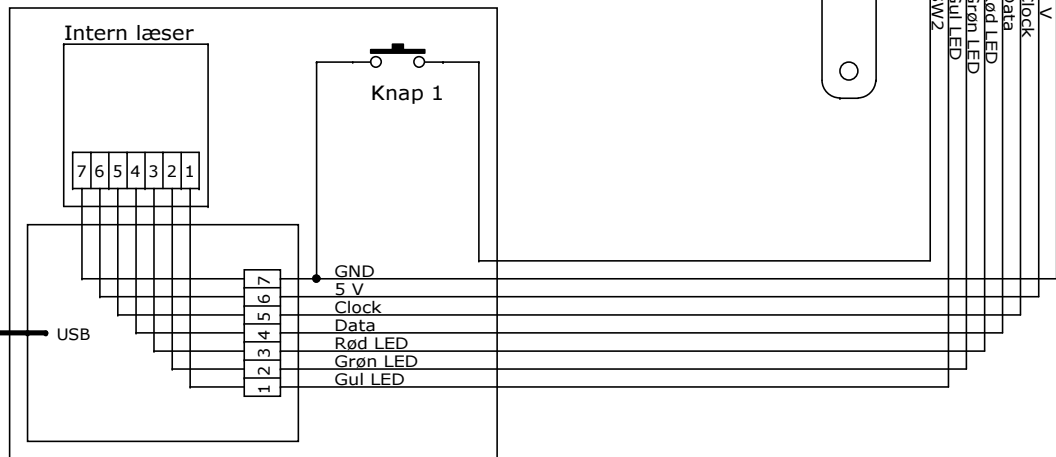 Intern læser
Knap 1
7 6 5 4 3 2 1
USB
7
6
5
4
3
2
1
GND
5 V
Clock
Data
Rød LED
Grøn LED
Gul LED
Gul LED
Grøn LED
Rød LED
Data
Clock
V